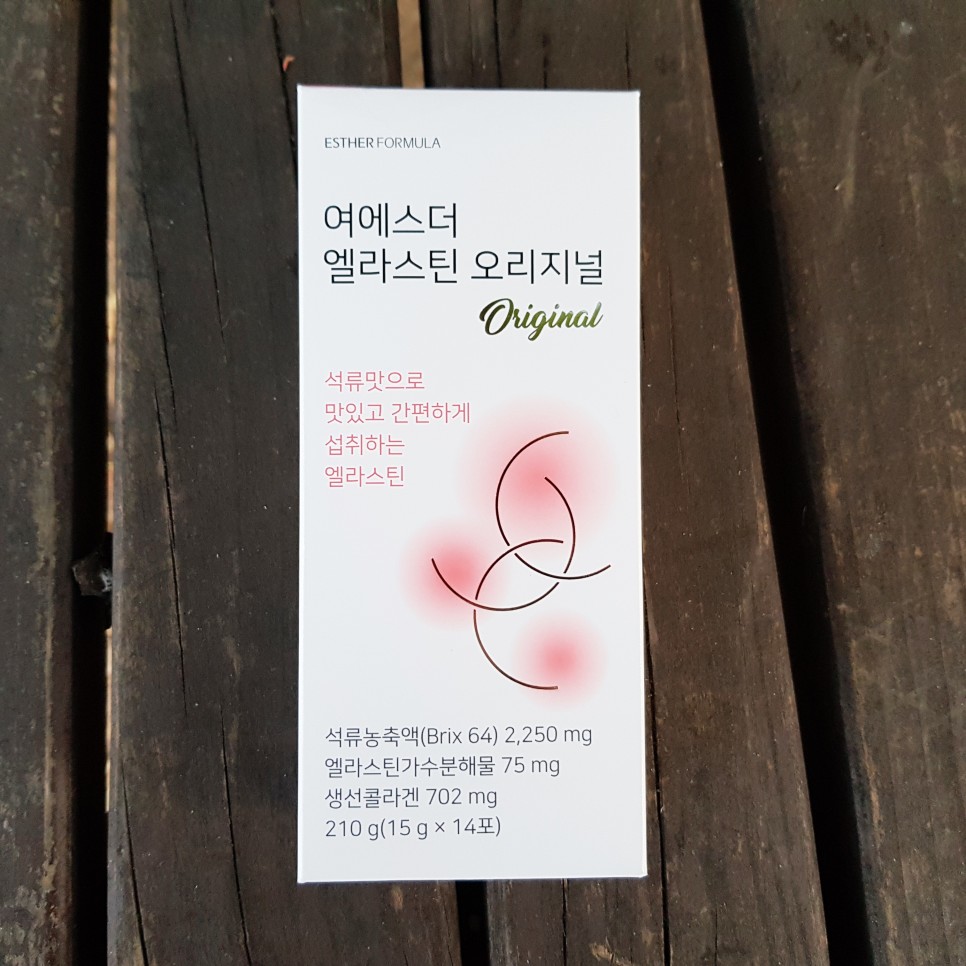 ESTHER FORMULA
여에스더
엘라스틴 오리지널
Original
석류맛으로
맛있고 간편하게
섭취하는
엘라스틴
석류농축액(Brix 64) 2,250 mg
엘라스틴가수분해물 75 mg
생선콜라겐 702 mg
210 g(15 g × 14포)